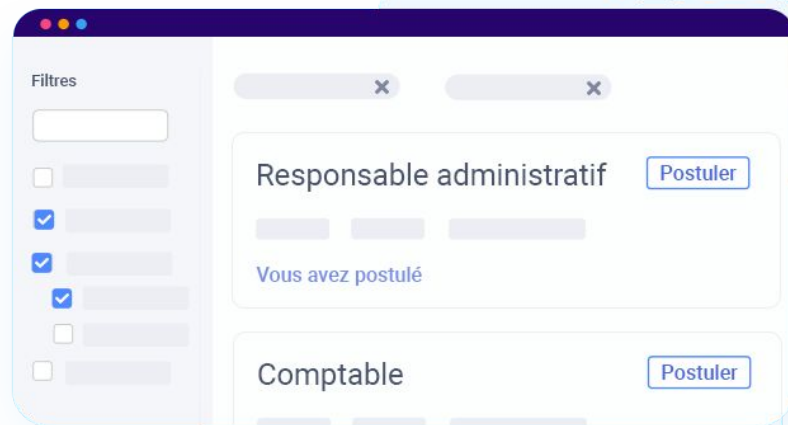 Filtres
Responsable administratif
Postuler
Vous avez postulé
Comptable
Postuler